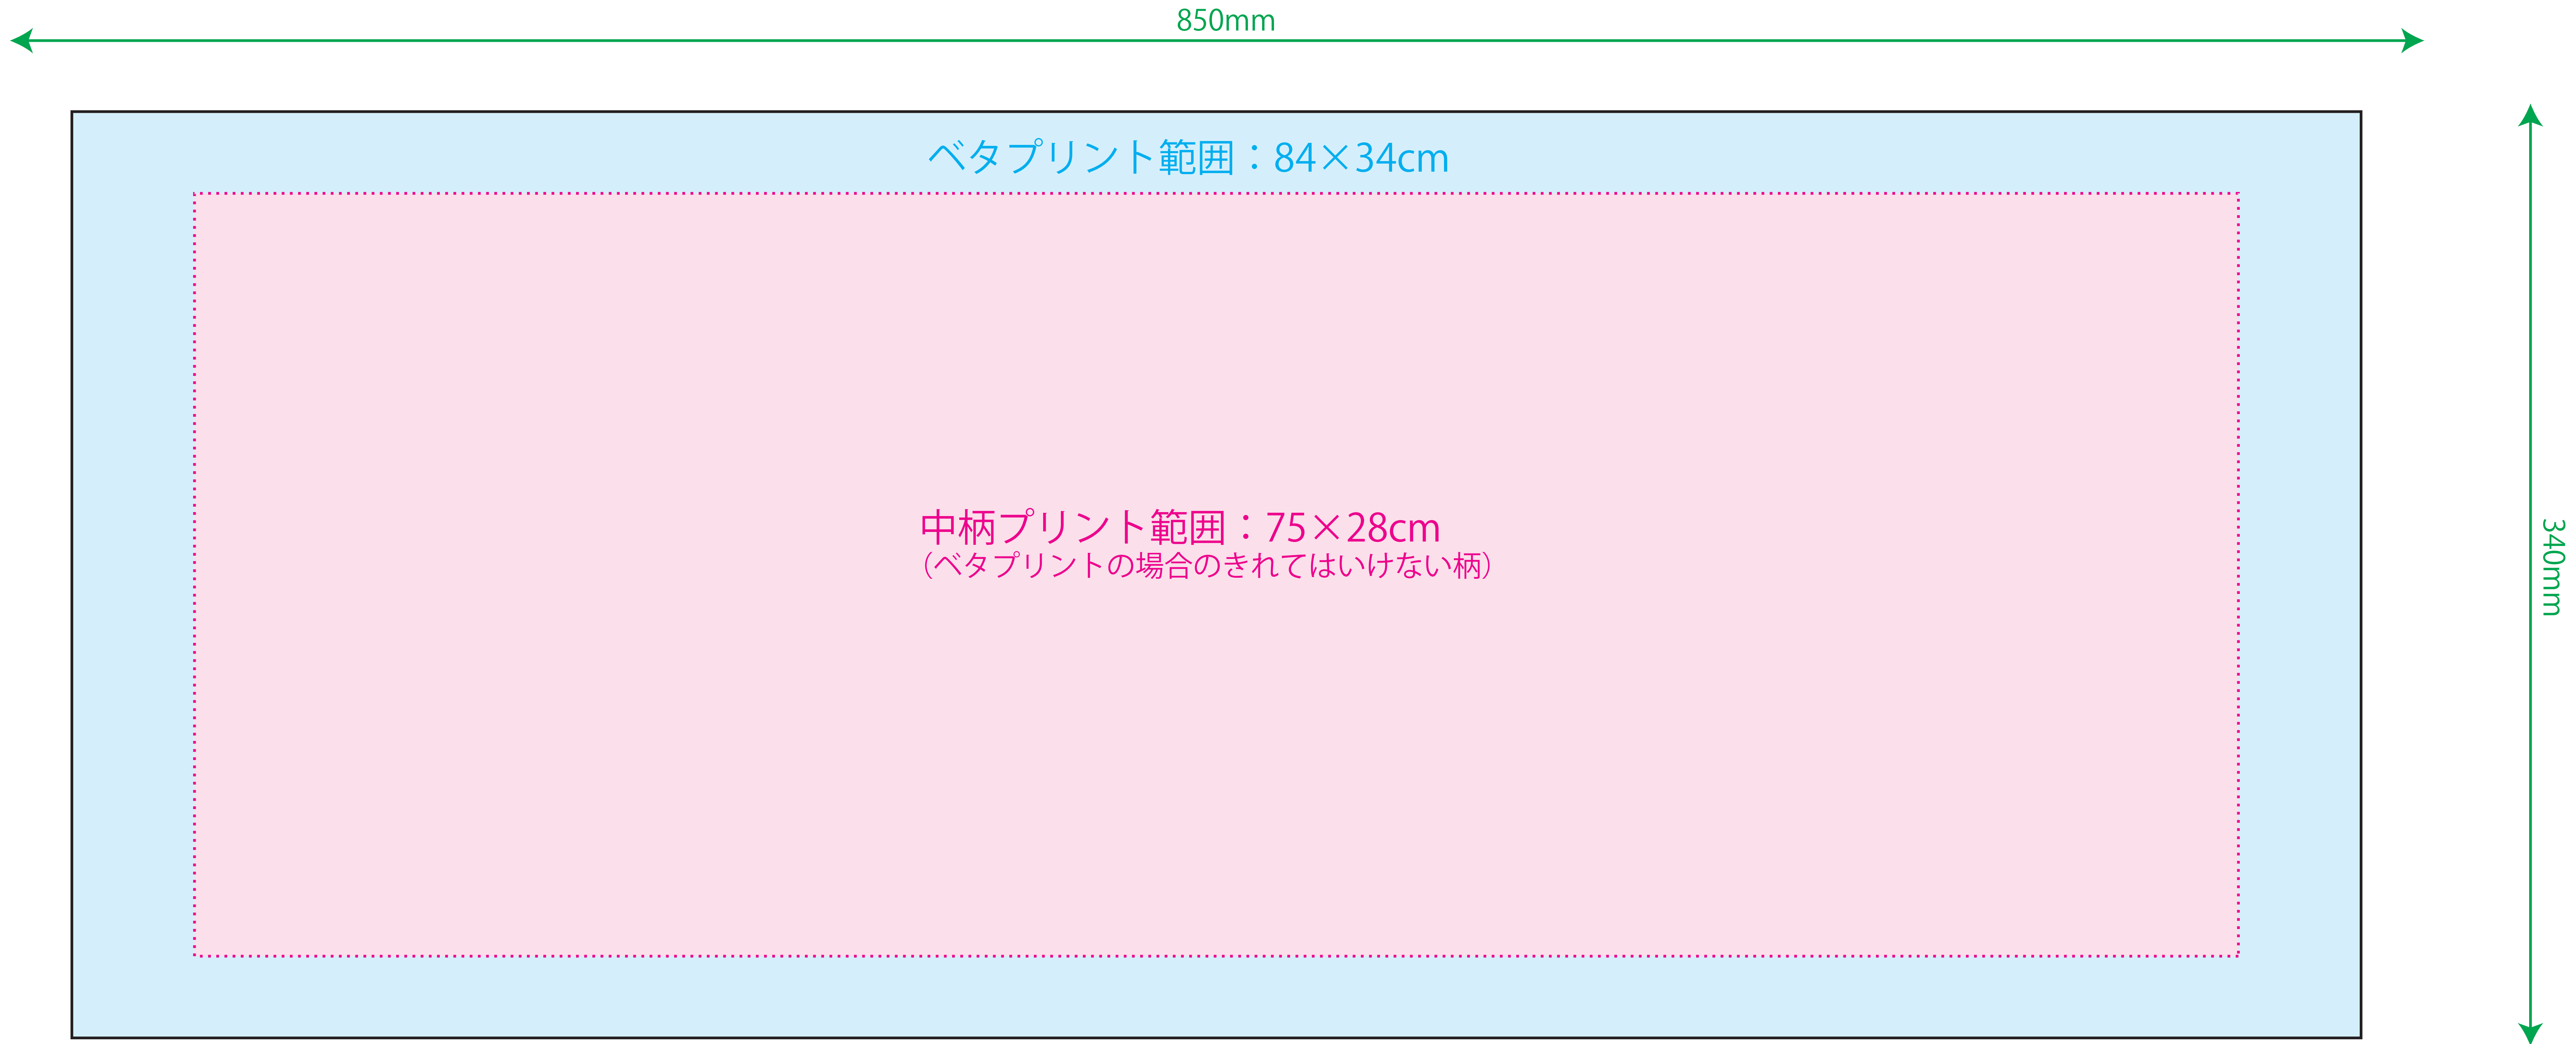 850mm
ベタプリント範囲：84×34cm
中柄プリント範囲：75×28cm
（ベタプリントの場合のきれてはいけない柄）
340mm